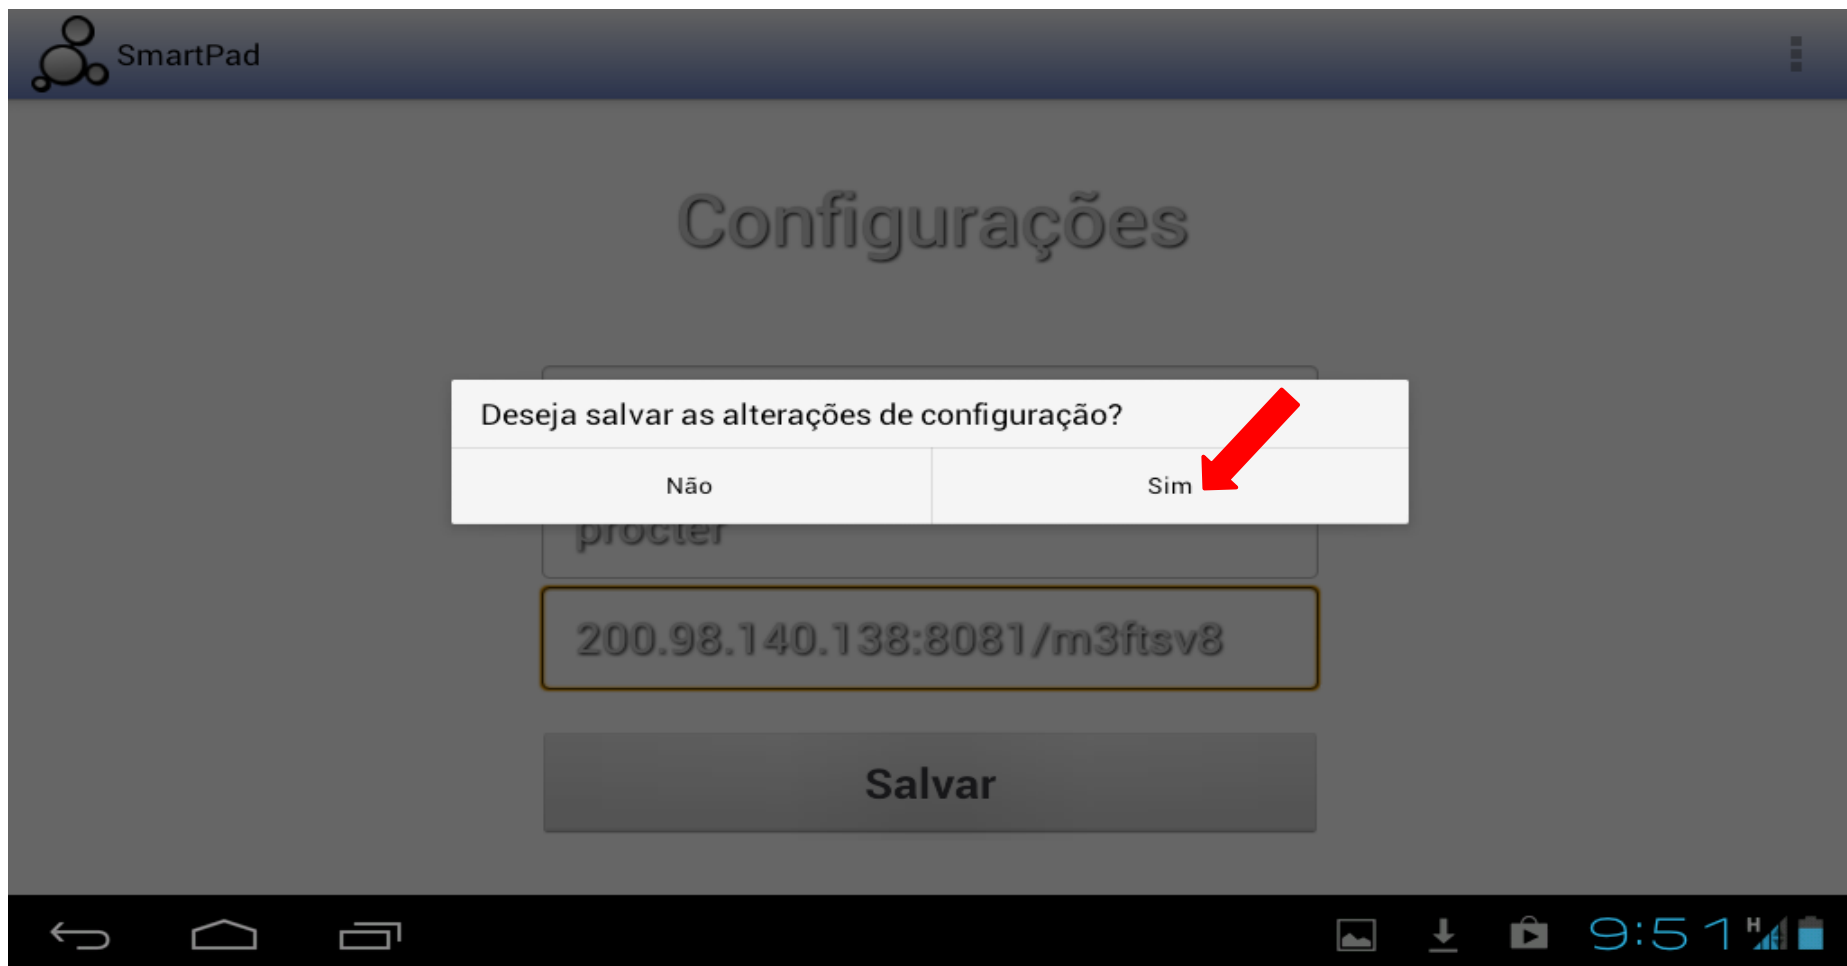 SmartPad
Configurações
Deseja salvar as alterações de configuração?
Não
Sim
procter
200.98.140.138:8081/m3ftsv8
Salvar
9:51
H